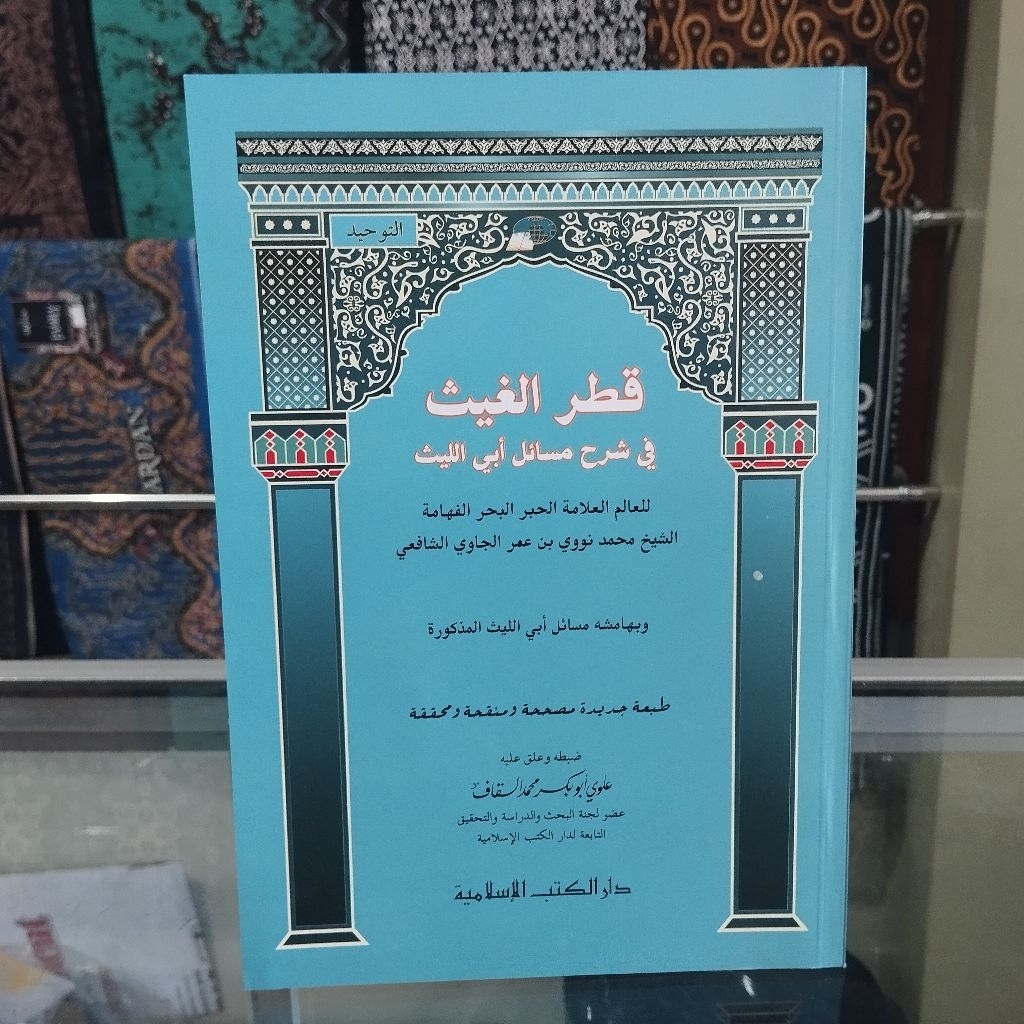 التوحيد
قطر الغيث
في شرح مسائل أبي الليث
للعالم العلامة الحبر البحر الفهامة
الشيخ محمد نووي بن عمر الجاوي الشافعي
وبهامشه مسائل أبي الليث المذكورة
طبعة جديدة مصححة ومنقحة ومحققة
ضبطه وعلق عليه
علوي أبو بكر محمد السقاف
عضو لجنة البحث والدراسة والتحقيق
التابعة لدار الكتب الإسلامية
دار الكتب الإسلامية
ARDAN